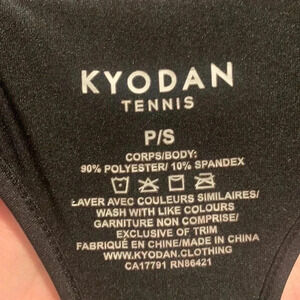 KYODAN
TENNIS
P/S
CORPS/BODY:
90% POLYESTER/ 10% SPANDEX
LAVER AVEC COULEURS SIMILAIRES/
WASH WITH LIKE COLOURS
GARNITURE NON COMPRISE/
EXCLUSIVE OF TRIM
FABRIQUÉ EN CHINE/MADE IN CHINA
WWW.KYODAN.CLOTHING
CA17791 RN86421